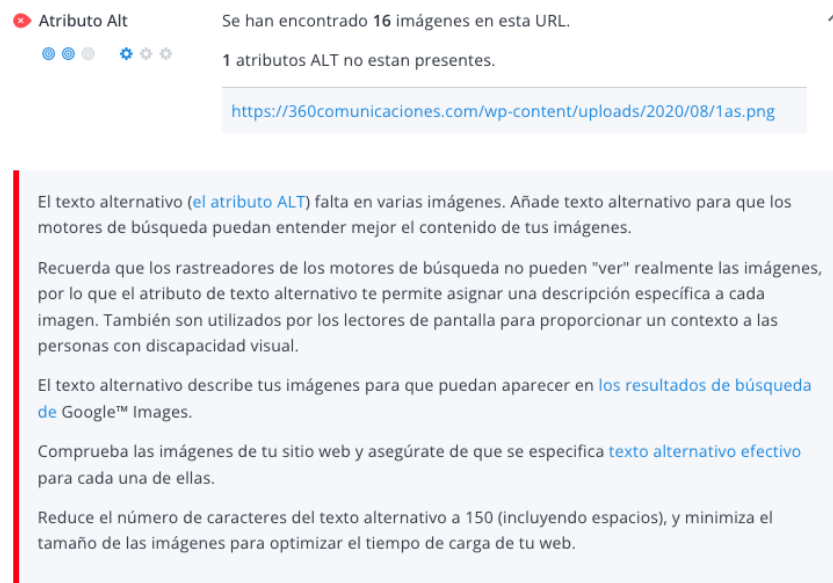 Atributo Alt
Se han encontrado 16 imágenes en esta URL.
1 atributos ALT no estan presentes.
https://360comunicaciones.com/wp-content/uploads/2020/08/1as.png
El texto alternativo (el atributo ALT) falta en varias imágenes. Añade texto alternativo para que los
motores de búsqueda puedan entender mejor el contenido de tus imágenes.
Recuerda que los rastreadores de los motores de búsqueda no pueden "ver" realmente las imágenes,
por lo que el atributo de texto alternativo te permite asignar una descripción específica a cada
imagen. También son utilizados por los lectores de pantalla para proporcionar un contexto a las
personas con discapacidad visual.
El texto alternativo describe tus imágenes para que puedan aparecer en los resultados de búsqueda
de Google™ Images.
Comprueba las imágenes de tu sitio web y asegúrate de que se especifica texto alternativo efectivo
para cada una de ellas.
Reduce el número de caracteres del texto alternativo a 150 (incluyendo espacios), y minimiza el
tamaño de las imágenes para optimizar el tiempo de carga de tu web.